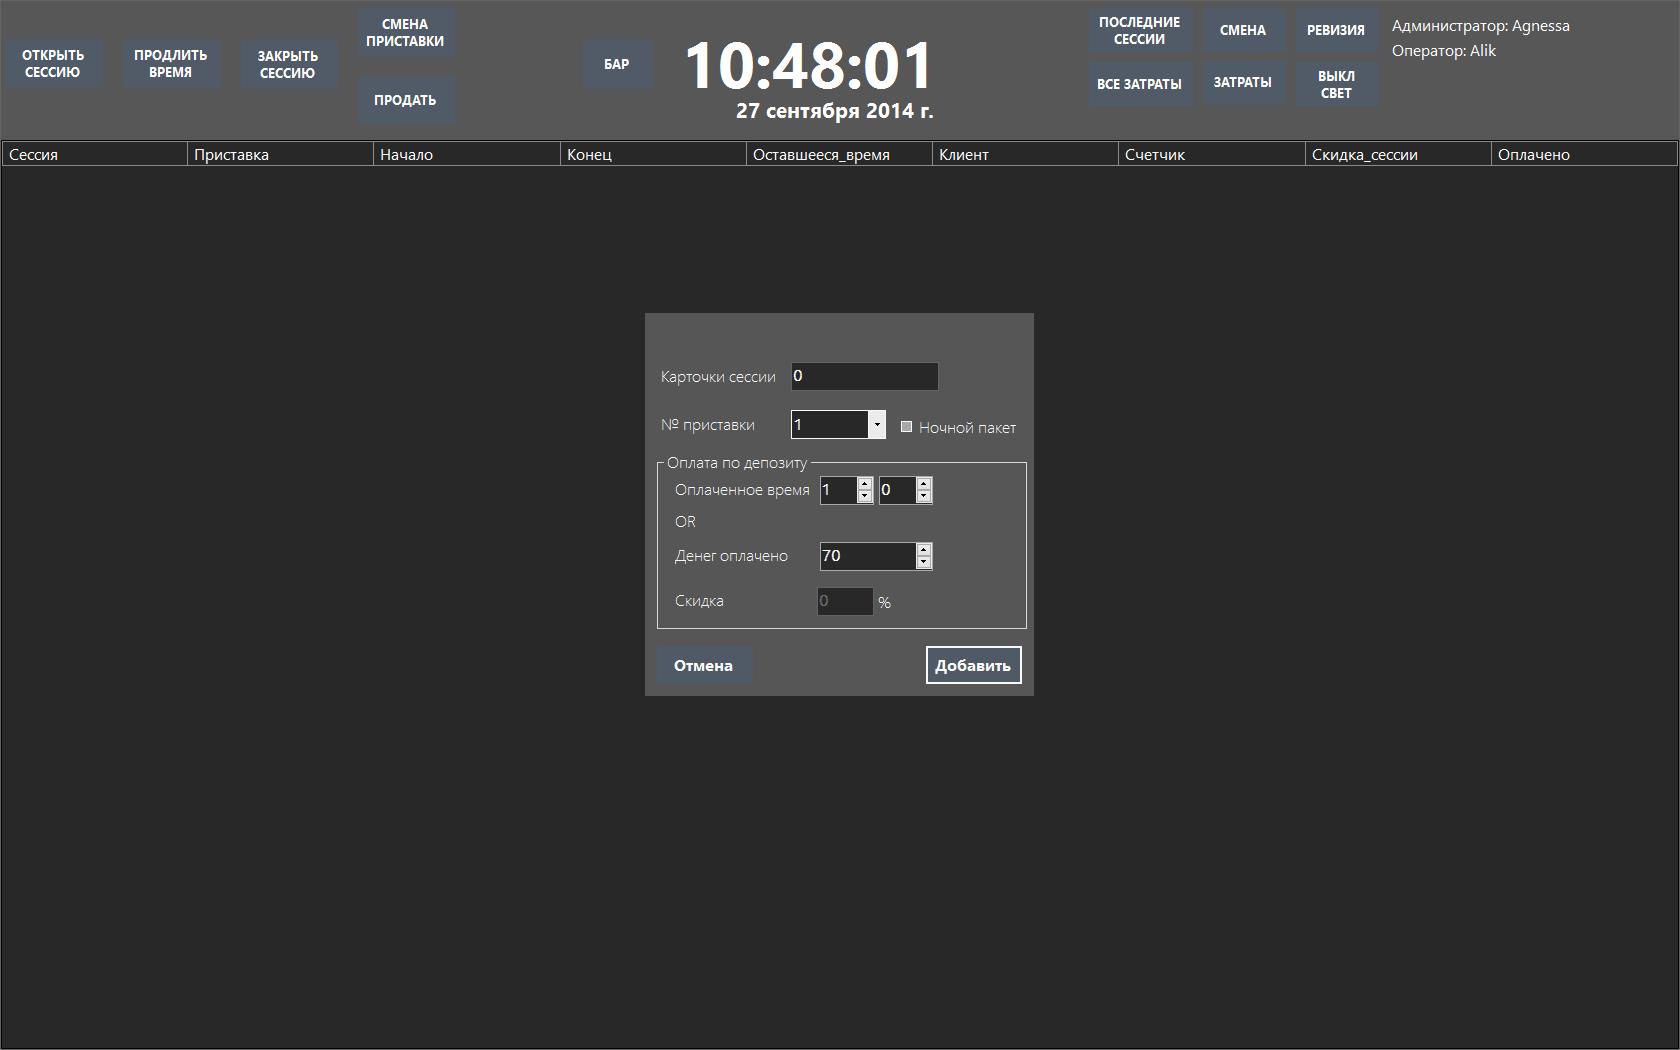 ОТКРЫТЬ
СЕССИЮ
ПРОДЛИТЬ
ВРЕМЯ
ЗАКРЫТЬ
СЕССИЮ
СМЕНА
ПРИСТАВКИ
ПРОДАТЬ
БАР
10:48:01
27 сентября 2014 г.
ПОСЛЕДНИЕ
СЕССИИ
СМЕНА
РЕВИЗИЯ
ВСЕ ЗАТРАТЫ
ЗАТРАТЫ
ВЫКЛ
СВЕТ
Администратор: Agnessa
Оператор: Alik
Сессия
Приставка
Начало
Конец
Оставшееся_время
Клиент
Счетчик
Скидка_сессии
Оплачено
Карточки сессии 0
№ приставки 1 Ночной пакет
Оплата по депозиту
Оплаченное время 1 0
OR
Денег оплачено 70
Скидка 0 %
Отмена
Добавить